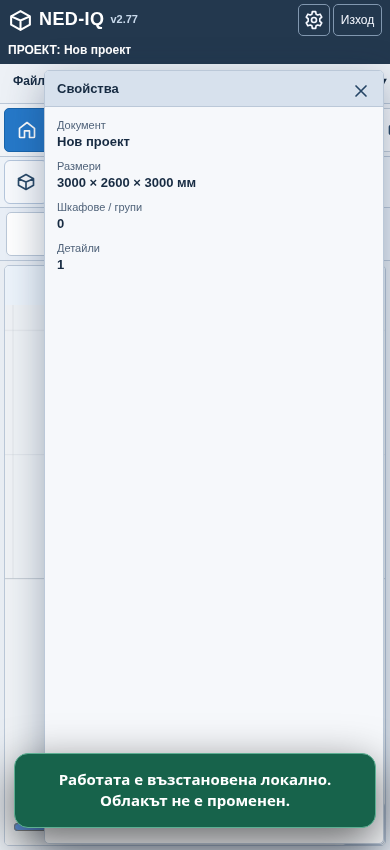 NED-IQ v2.77
Изход
ПРОЕКТ: Нов проект
Файл
Свойства
Документ
Нов проект
Размери
3000 × 2600 × 3000 мм
Шкафове / групи
0
Детайли
1
Работата е възстановена локално.
Облакът не е променен.